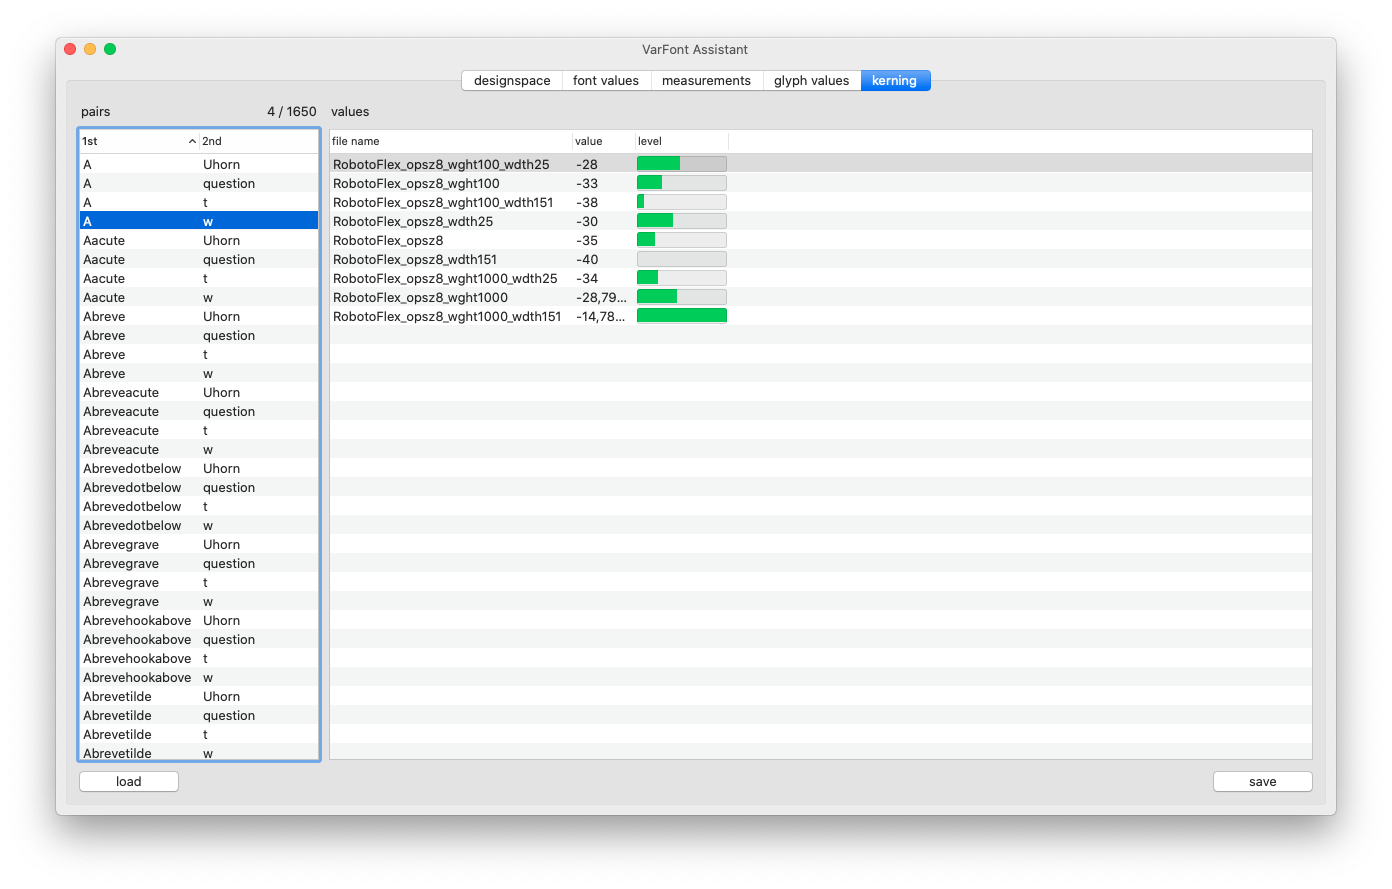 VarFont Assistant
designspace font values measurements glyph values kerning
pairs 4 / 1650 values
1st 2nd
A Uhorn
A question
A t
A w
Aacute Uhorn
Aacute question
Aacute t
Aacute w
Abreve Uhorn
Abreve question
Abreve t
Abreve w
Abreveacute Uhorn
Abreveacute question
Abreveacute t
Abreveacute w
Abrevedotbelow Uhorn
Abrevedotbelow question
Abrevedotbelow t
Abrevedotbelow w
Abrevegrave Uhorn
Abrevegrave question
Abrevegrave t
Abrevegrave w
Abrevehookabove Uhorn
Abrevehookabove question
Abrevehookabove t
Abrevehookabove w
Abrevetilde Uhorn
Abrevetilde question
Abrevetilde t
Abrevetilde w
file name value level
RobotoFlex_opsz8_wght100_wdth25 -28
RobotoFlex_opsz8_wght100 -33
RobotoFlex_opsz8_wght100_wdth151 -38
RobotoFlex_opsz8_wdth25 -30
RobotoFlex_opsz8 -35
RobotoFlex_opsz8_wdth151 -40
RobotoFlex_opsz8_wght1000_wdth25 -34
RobotoFlex_opsz8_wght1000 -28,79...
RobotoFlex_opsz8_wght1000_wdth151 -14,78...
load save